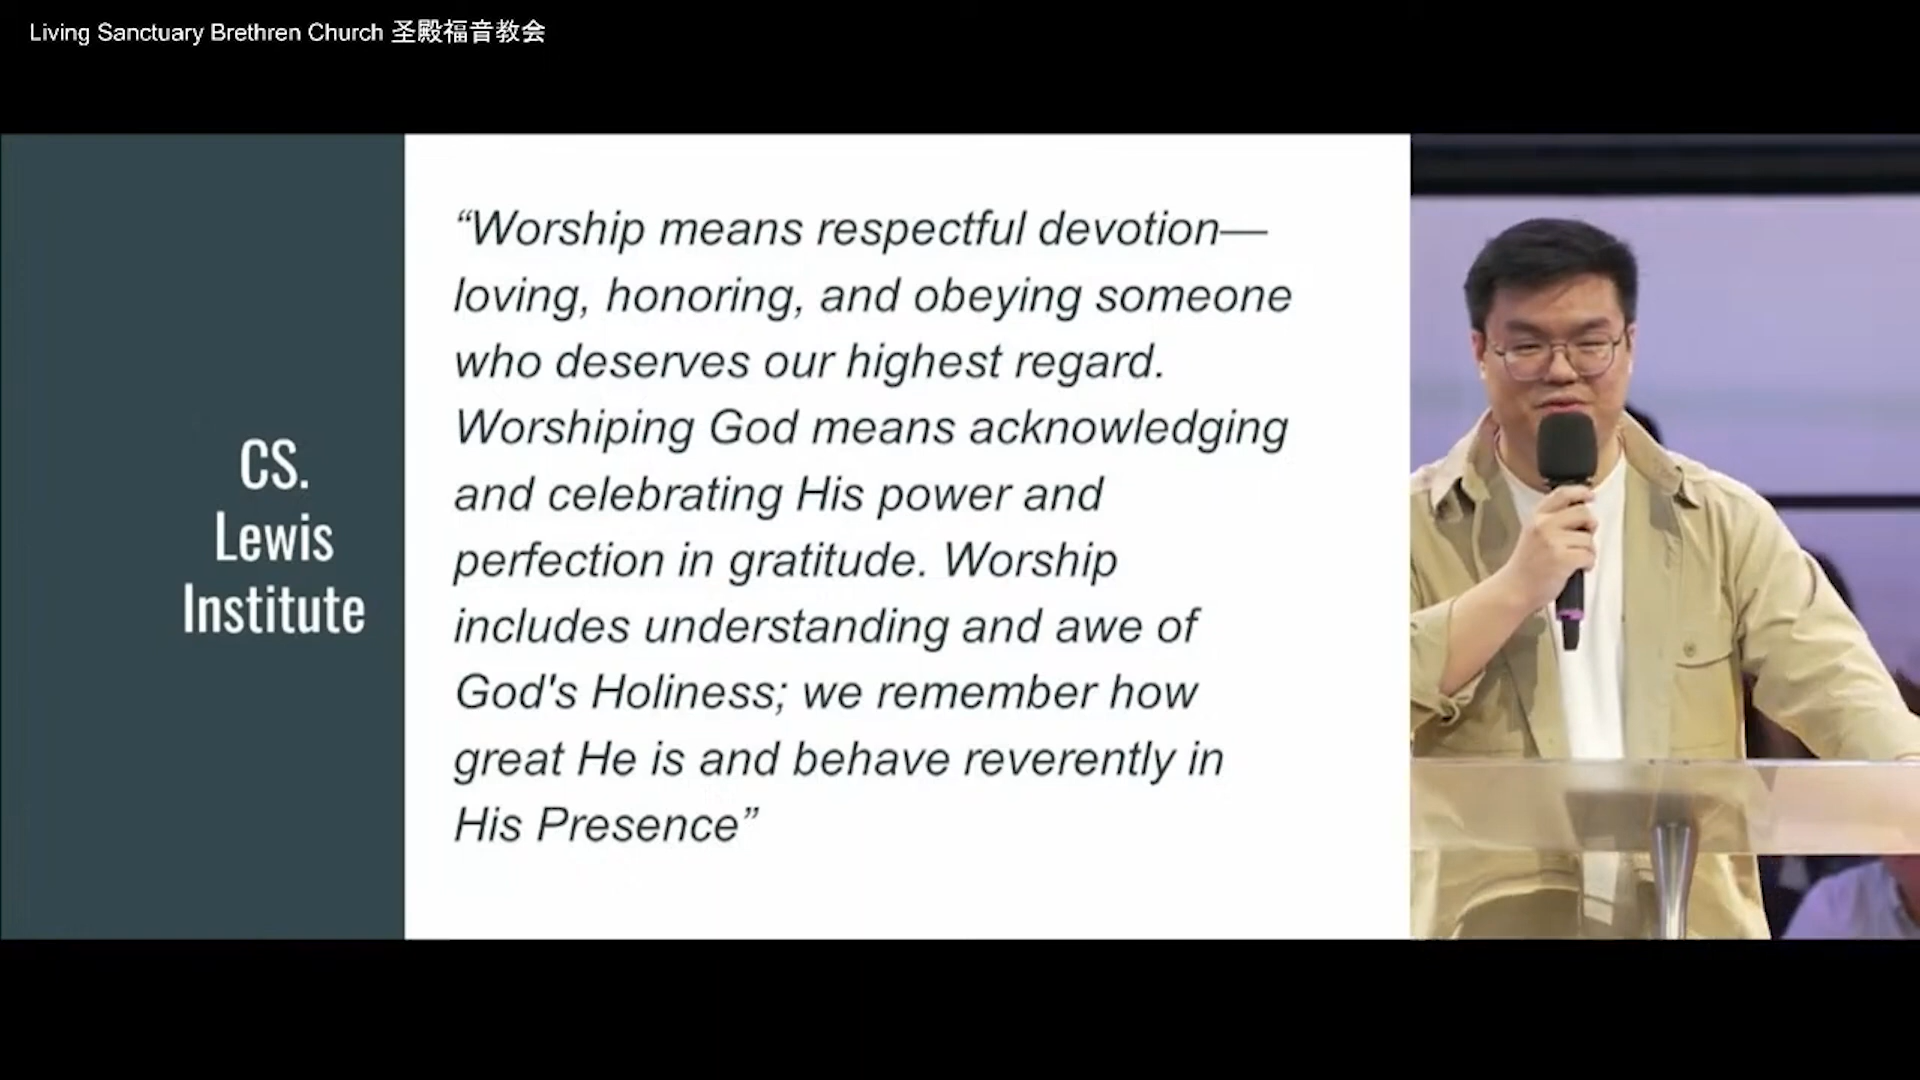 Living Sanctuary Brethren Church 圣殿福音教会
CS.
Lewis
Institute
“Worship means respectful devotion—
loving, honoring, and obeying someone
who deserves our highest regard.
Worshiping God means acknowledging
and celebrating His power and
perfection in gratitude. Worship
includes understanding and awe of
God's Holiness; we remember how
great He is and behave reverently in
His Presence”